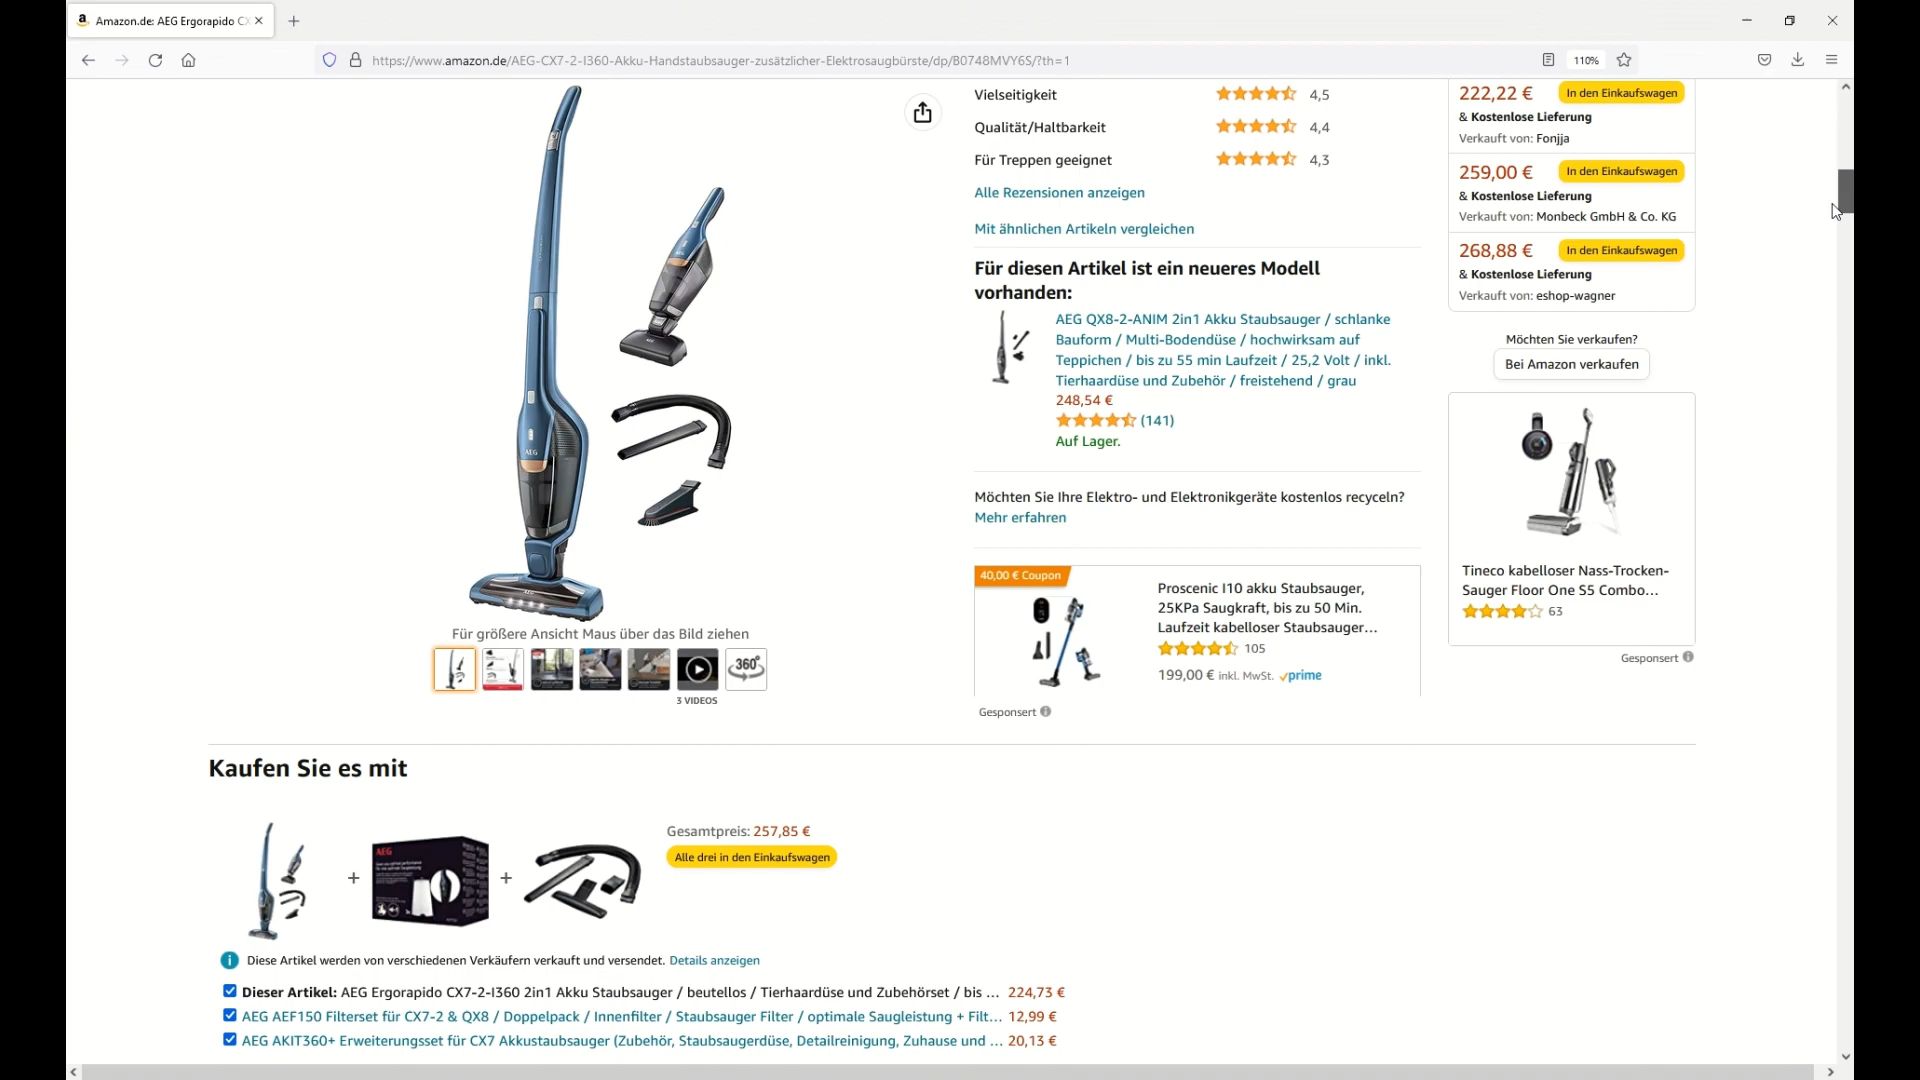 Amazon.de: AEG Ergorapido CX
https://www.amazon.de/AEG-CX7-2-I360-Akku-Handstaubsauger-zusätzlicher-Elektrosaugbürste/dp/B0748MVY6S/?th=1
110%
Vielseitigkeit 4,5
Qualität/Haltbarkeit 4,4
Für Treppen geeignet 4,3
Alle Rezensionen anzeigen
Mit ähnlichen Artikeln vergleichen
Für diesen Artikel ist ein neueres Modell
vorhanden:
AEG QX8-2-ANIM 2in1 Akku Staubsauger / schlanke
Bauform / Multi-Bodendüse / hochwirksam auf
Teppichen / bis zu 55 min Laufzeit / 25,2 Volt / inkl.
Tierhaardüse und Zubehör / freistehend / grau
248,54 €
(141)
Auf Lager.
Möchten Sie Ihre Elektro- und Elektronikgeräte kostenlos recyceln?
Mehr erfahren
40,00 € Coupon
Proscenic I10 akku Staubsauger,
25KPa Saugkraft, bis zu 50 Min.
Laufzeit kabelloser Staubsauger...
105
199,00 € inkl. MwSt. prime
Gesponsert
222,22 € In den Einkaufswagen
& Kostenlose Lieferung
Verkauft von: Fonjja
259,00 € In den Einkaufswagen
& Kostenlose Lieferung
Verkauft von: Monbeck GmbH & Co. KG
268,88 € In den Einkaufswagen
& Kostenlose Lieferung
Verkauft von: eshop-wagner
Möchten Sie verkaufen?
Bei Amazon verkaufen
Tineco kabelloser Nass-Trocken-
Sauger Floor One S5 Combo...
63
Gesponsert
AEG
AEG
Für größere Ansicht Maus über das Bild ziehen
360°
3 VIDEOS
Kaufen Sie es mit
AEG
Gesamtpreis: 257,85 €
Alle drei in den Einkaufswagen
Diese Artikel werden von verschiedenen Verkäufern verkauft und versendet. Details anzeigen
Dieser Artikel: AEG Ergorapido CX7-2-I360 2in1 Akku Staubsauger / beutellos / Tierhaardüse und Zubehörset / bis ... 224,73 €
AEG AEF150 Filterset für CX7-2 & QX8 / Doppelpack / Innenfilter / Staubsauger Filter / optimale Saugleistung + Filt... 12,99 €
AEG AKIT360+ Erweiterungsset für CX7 Akkustaubsauger (Zubehör, Staubsaugerdüse, Detailreinigung, Zuhause und ... 20,13 €